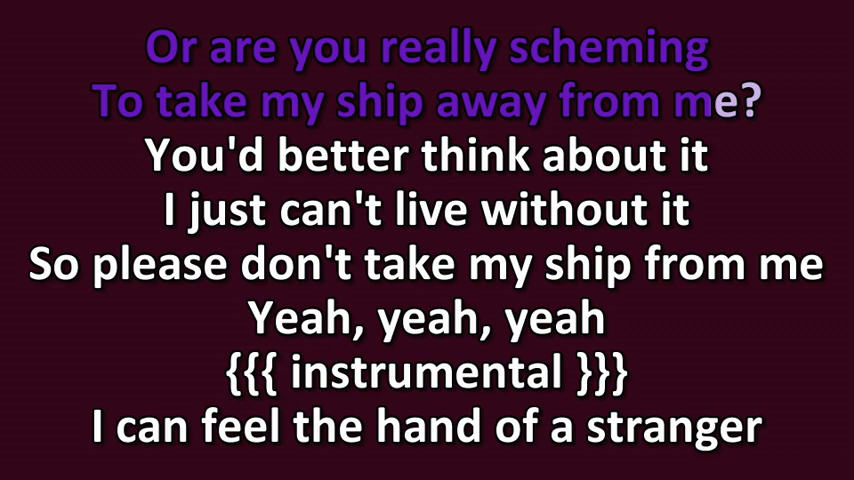 Or are you really scheming
To take my ship away from me?
You'd better think about it
I just can't live without it
So please don't take my ship from me
Yeah, yeah, yeah
{{{ instrumental }}}
I can feel the hand of a stranger